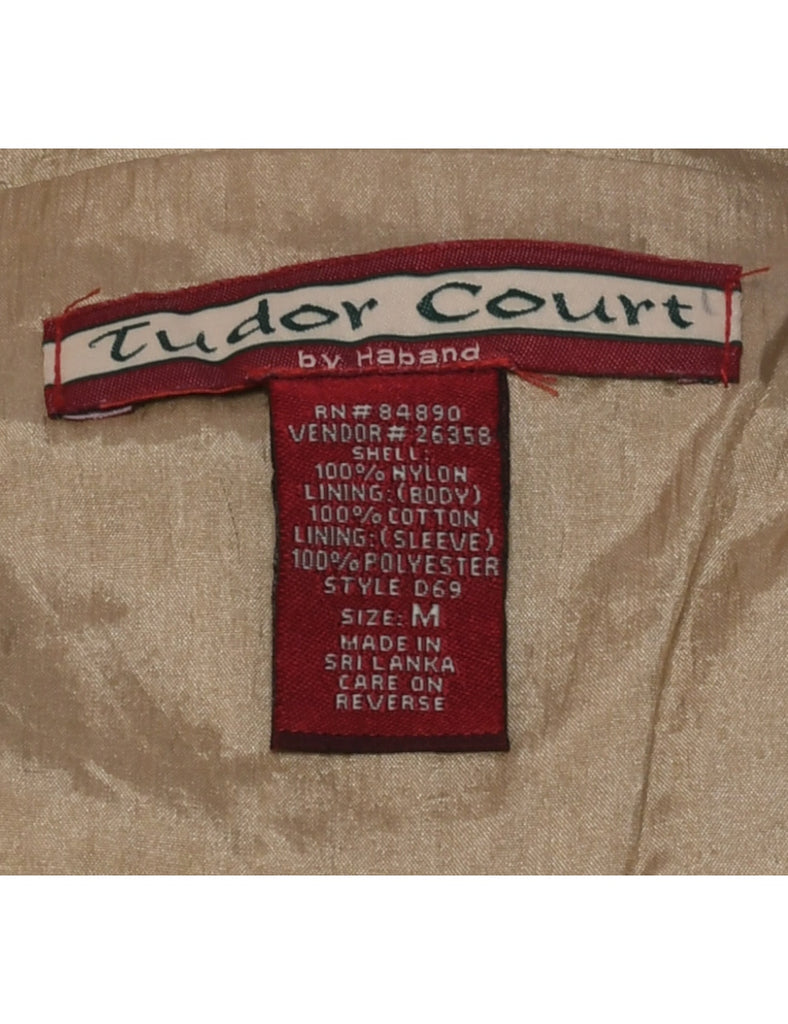 Tudor Court
by Haband
RN# 84890
VENDOR# 26358
SHELL:
100% NYLON
LINING:(BODY)
100% COTTON
LINING:(SLEEVE)
100% POLYESTER
STYLE D69
SIZE: M
MADE IN
SRI LANKA
CARE ON
REVERSE